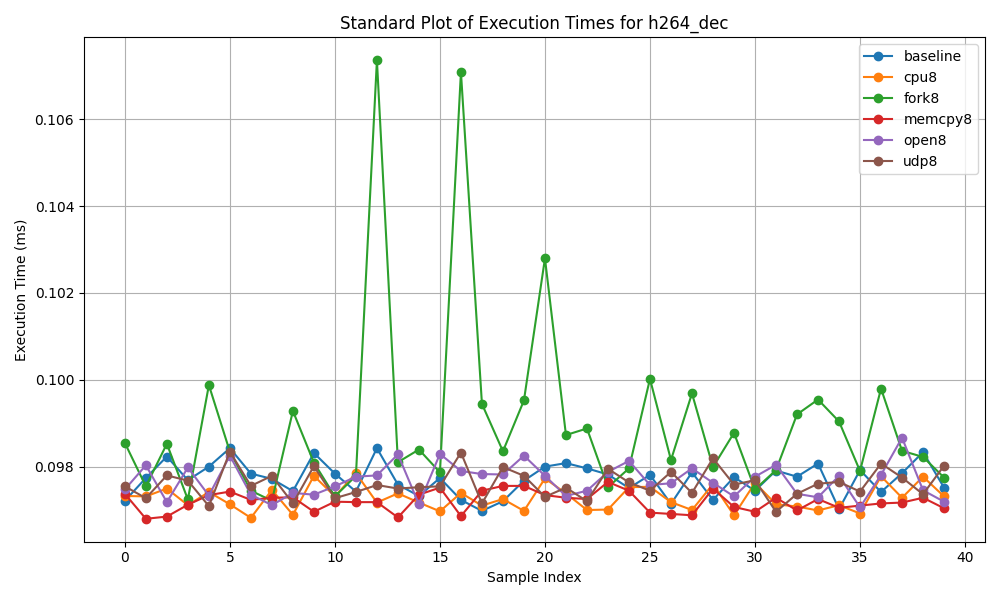 Standard Plot of Execution Times for h264_dec
baseline
cpu8
fork8
memcpy8
open8
udp8
Execution Time (ms)
0.106
0.104
0.102
0.100
0.098
0 5 10 15 20 25 30 35 40
Sample Index